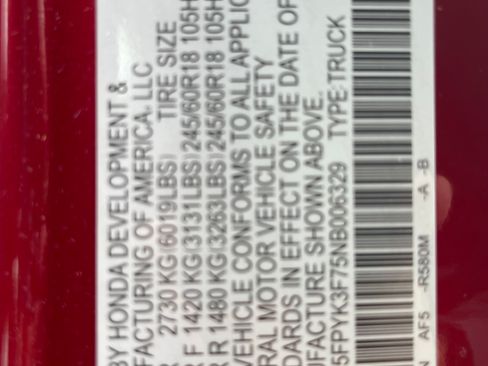 BY HONDA DEVELOPMENT &
FACTURING OF AMERICA, LLC
R 2730 KG(6019LBS) TIRE SIZE
R F 1420 KG(3131LBS)245/60R18 105H
R R 1480 KG(3263LBS)245/60R18 105H
VEHICLE CONFORMS TO ALL APPLIC
RAL MOTOR VEHICLE SAFETY
DARDS IN EFFECT ON THE DATE OF
UFACTURE SHOWN ABOVE.
5FPYK3F75NB006329 TYPE:TRUCK
N AF5 -R580M -A -B